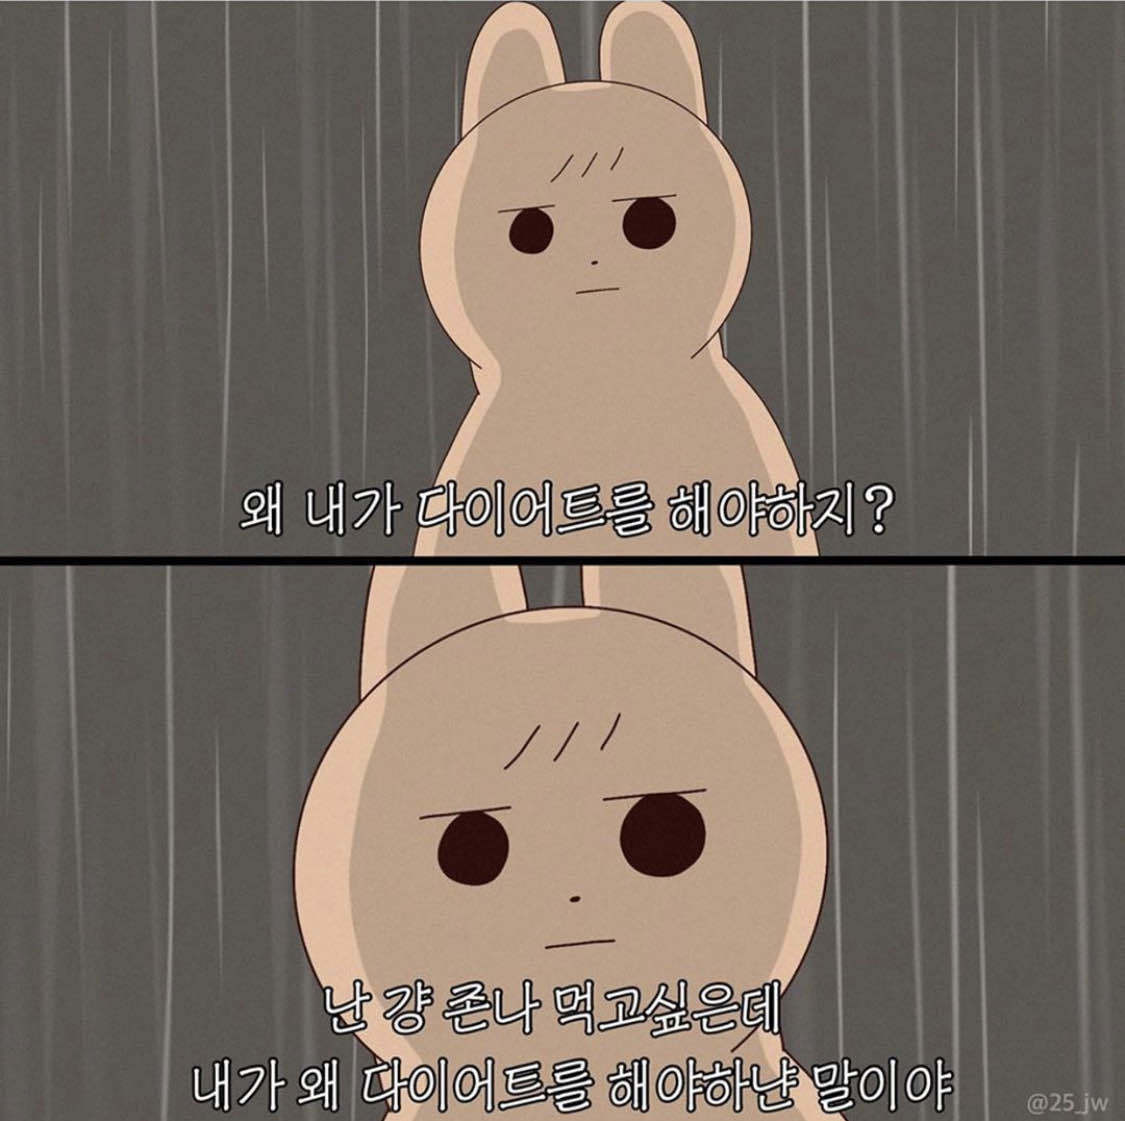 왜 내가 다이어트를 해야하지?
난 걍 존나 먹고싶은데
내가 왜 다이어트를 해야하냔 말이야
@25_jw